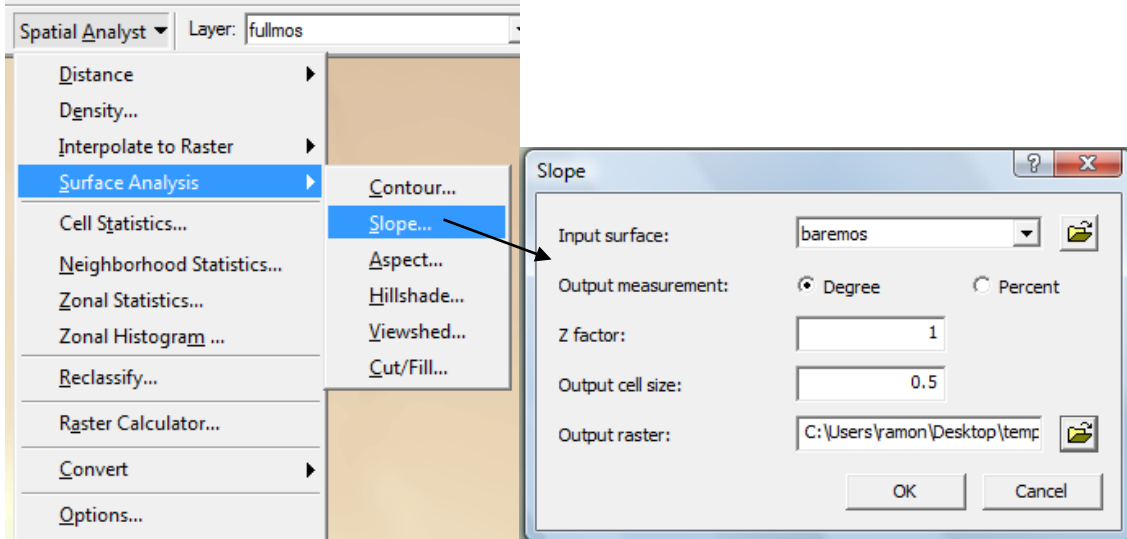 Spatial Analyst Layer: fullmos
Distance
Density...
Interpolate to Raster
Surface Analysis
Cell Statistics...
Neighborhood Statistics...
Zonal Statistics...
Zonal Histogram ...
Reclassify...
Raster Calculator...
Convert
Options...
Contour...
Slope...
Aspect...
Hillshade...
Viewshed...
Cut/Fill...
Slope
Input surface: baremos
Output measurement: Degree Percent
Z factor: 1
Output cell size: 0.5
Output raster: C:\Users\ramon\Desktop\temp
OK Cancel